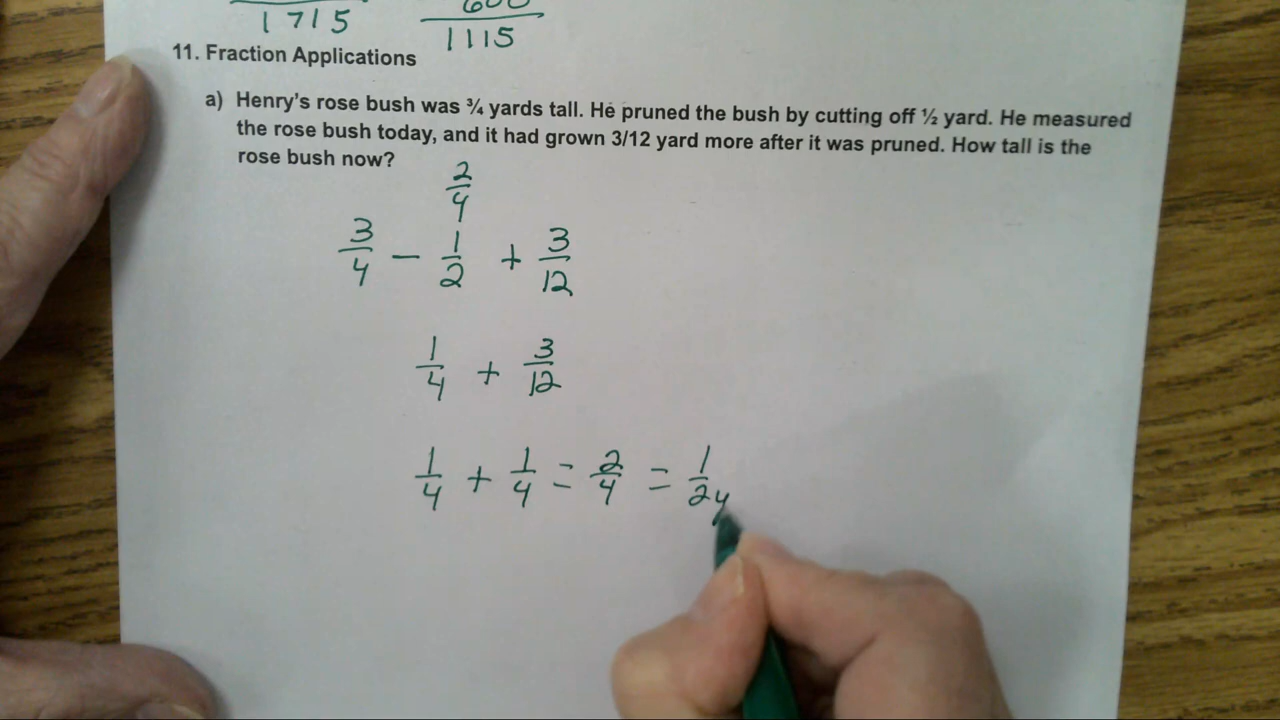 600
1715 1115
11. Fraction Applications
a) Henry's rose bush was ¾ yards tall. He pruned the bush by cutting off ½ yard. He measured
the rose bush today, and it had grown 3/12 yard more after it was pruned. How tall is the
rose bush now?
2/4
3/4 - 1/2 + 3/12
1/4 + 3/12
1/4 + 1/4 = 2/4 = 1/2 y